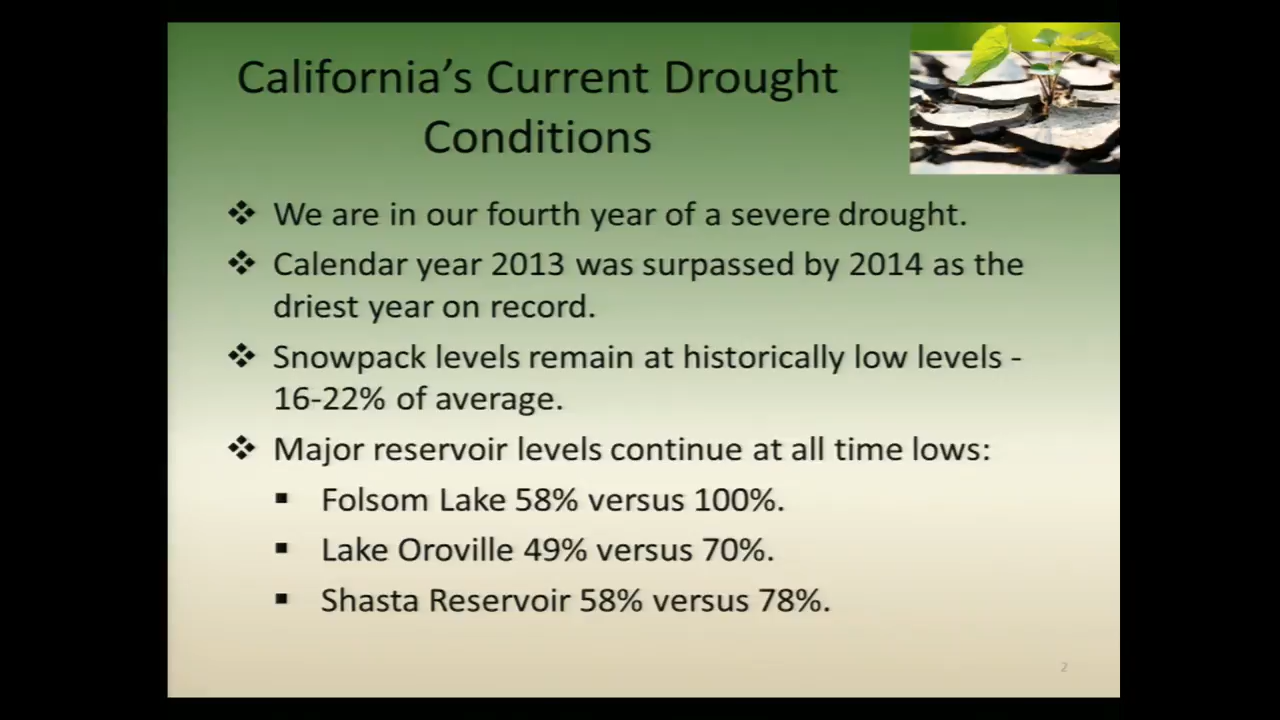 California's Current Drought
Conditions
❖ We are in our fourth year of a severe drought.
❖ Calendar year 2013 was surpassed by 2014 as the
driest year on record.
❖ Snowpack levels remain at historically low levels -
16-22% of average.
❖ Major reservoir levels continue at all time lows:
▪ Folsom Lake 58% versus 100%.
▪ Lake Oroville 49% versus 70%.
▪ Shasta Reservoir 58% versus 78%.
2